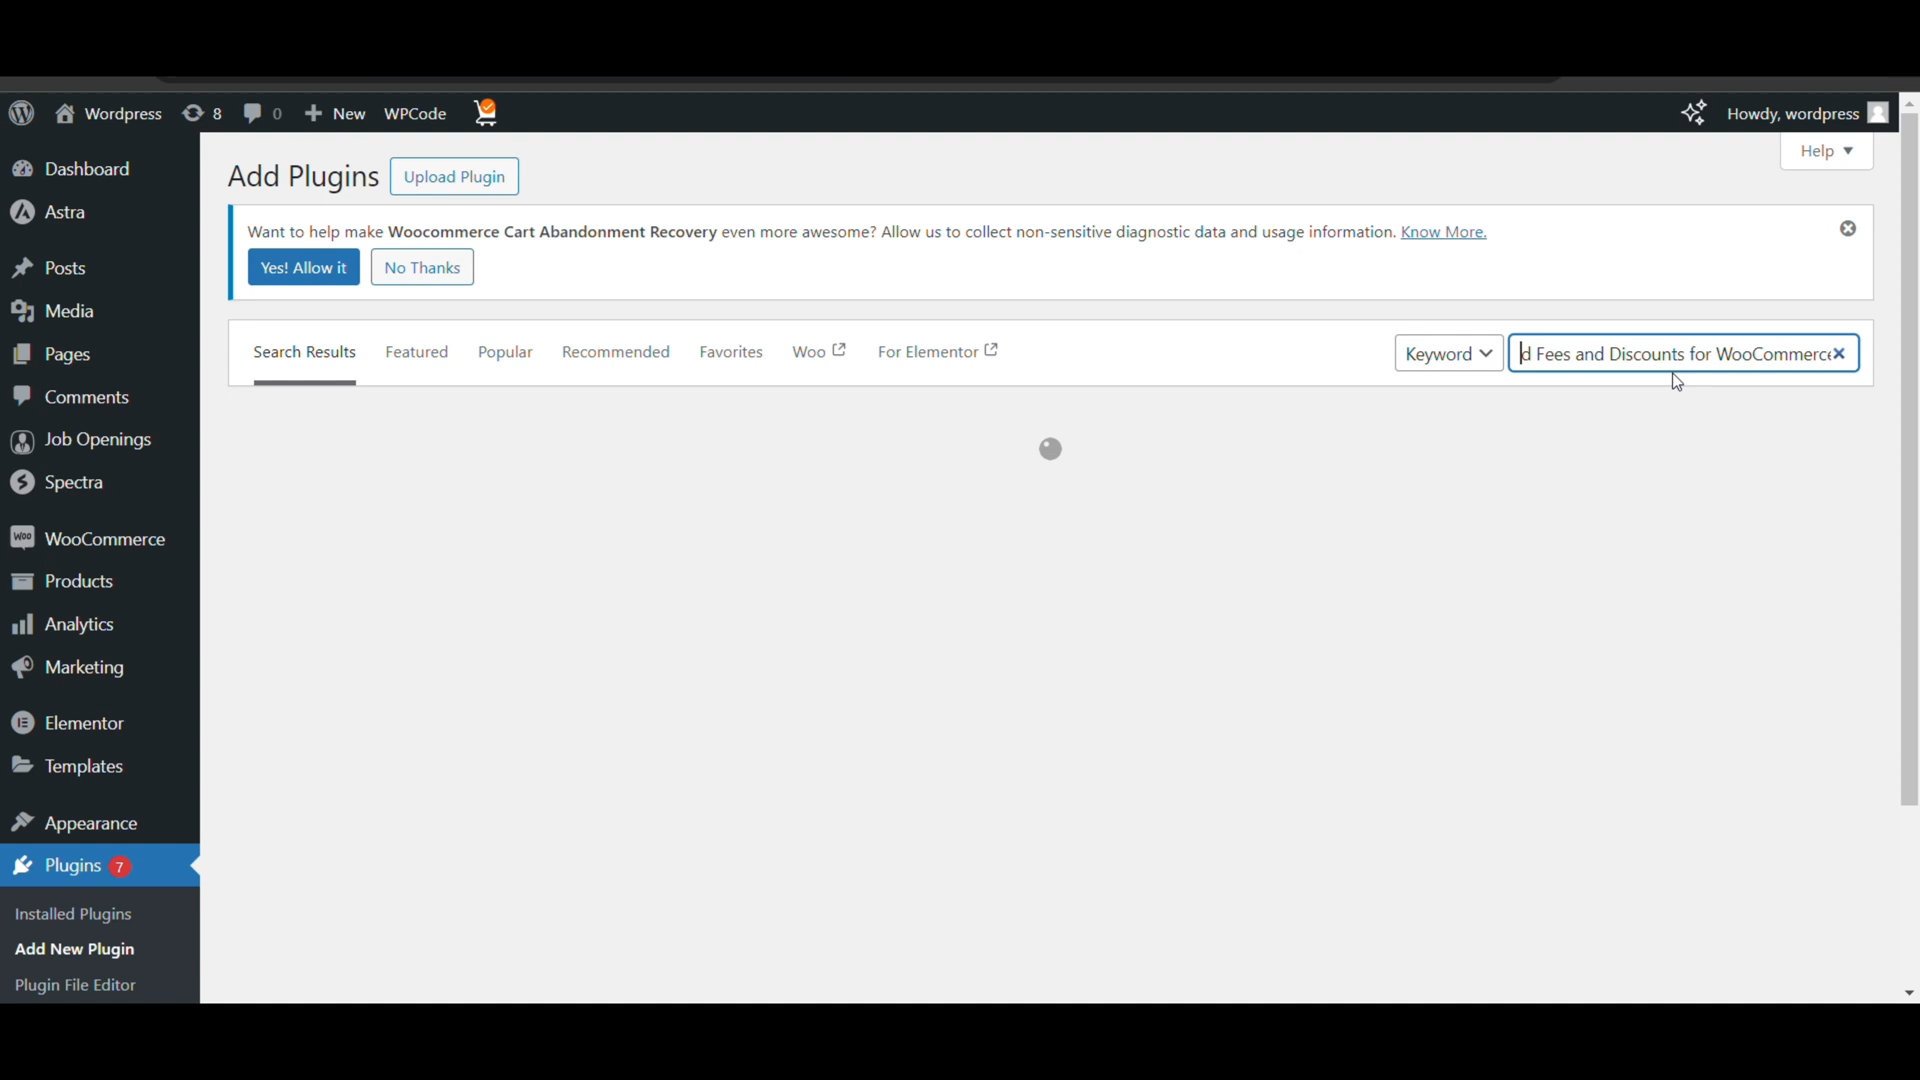 Wordpress 8 0 New WPCode Howdy, wordpress
Help
Add Plugins Upload Plugin
Want to help make Woocommerce Cart Abandonment Recovery even more awesome? Allow us to collect non-sensitive diagnostic data and usage information. Know More.
Yes! Allow it No Thanks
Search Results Featured Popular Recommended Favorites Woo For Elementor Keyword d Fees and Discounts for WooCommerce
Dashboard
Astra
Posts
Media
Pages
Comments
Job Openings
Spectra
Woo WooCommerce
Products
Analytics
Marketing
Elementor
Templates
Appearance
Plugins 7
Installed Plugins
Add New Plugin
Plugin File Editor